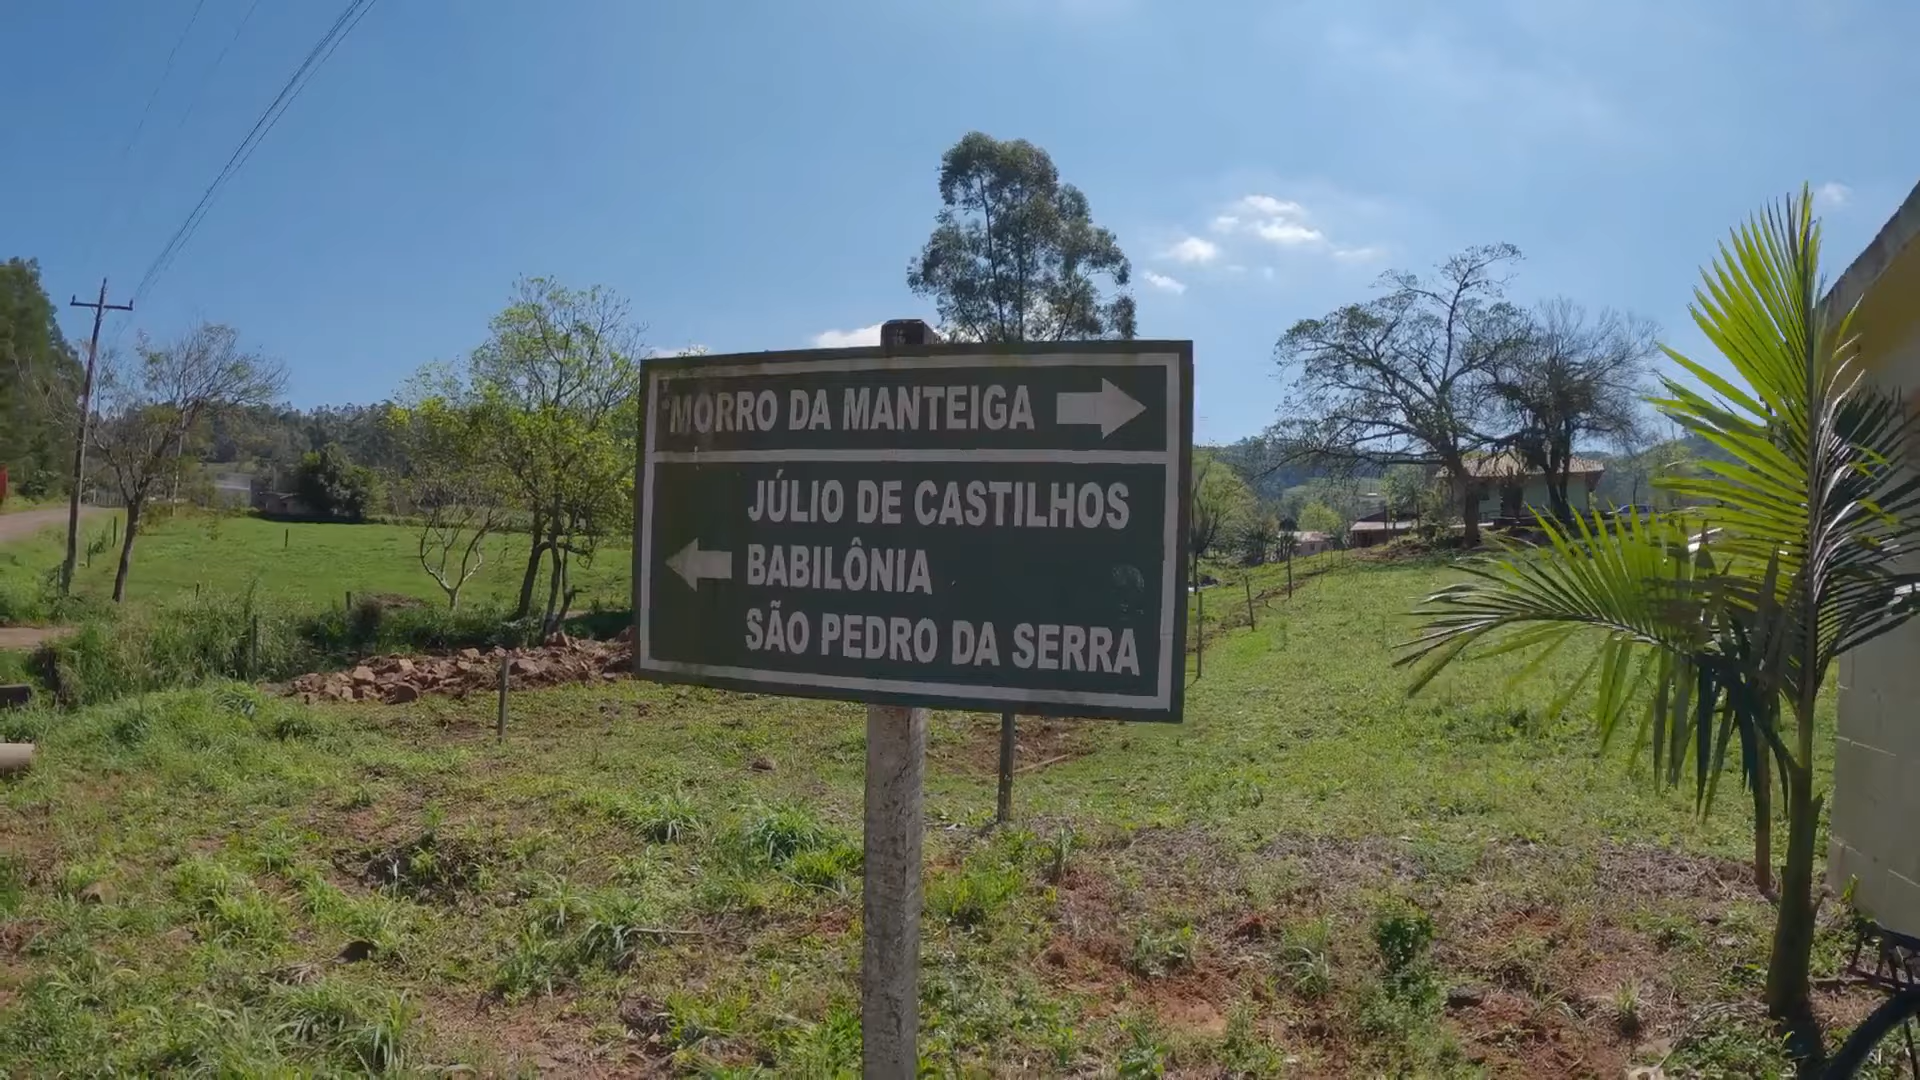 MORRO DA MANTEIGA
JÚLIO DE CASTILHOS
BABILÔNIA
SÃO PEDRO DA SERRA